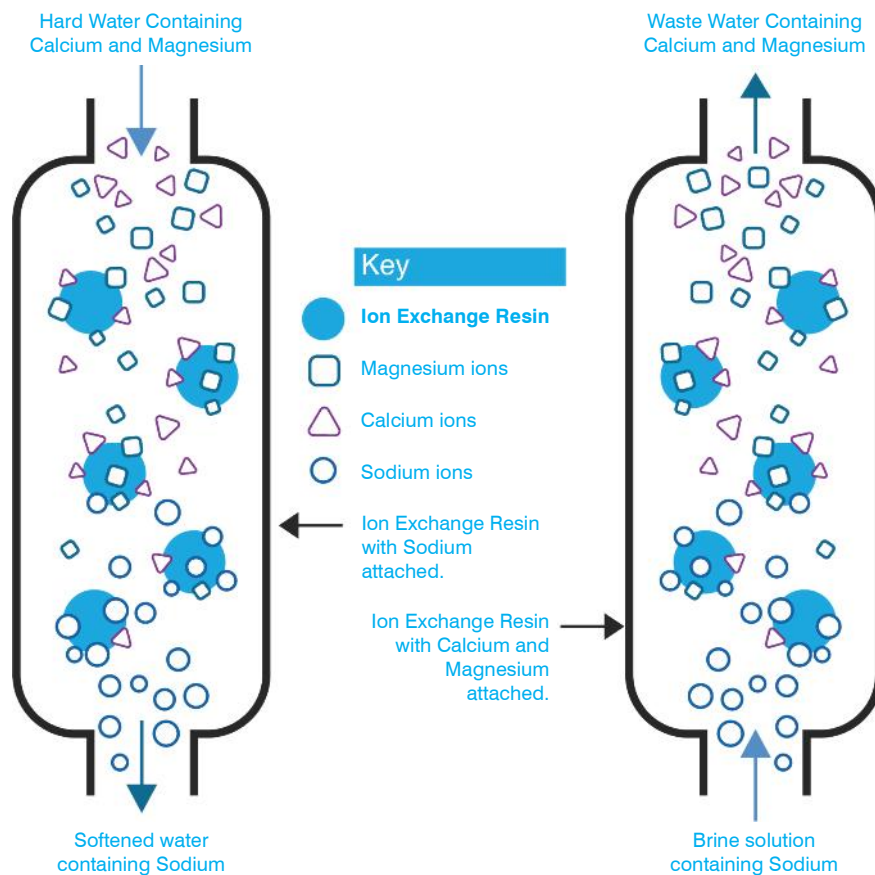 Hard Water Containing
Calcium and Magnesium
Waste Water Containing
Calcium and Magnesium
Key
Ion Exchange Resin
Magnesium ions
Calcium ions
Sodium ions
Ion Exchange Resin
with Sodium
attached.
Ion Exchange Resin
with Calcium and
Magnesium
attached.
Softened water
containing Sodium
Brine solution
containing Sodium